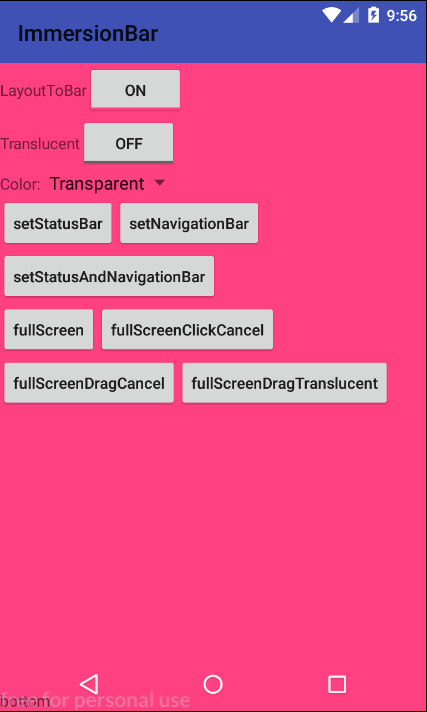 9:56
ImmersionBar
LayoutToBar ON
Translucent OFF
Color: Transparent
setStatusBar setNavigationBar
setStatusAndNavigationBar
fullScreen fullScreenClickCancel
fullScreenDragCancel fullScreenDragTranslucent
bottom
free for personal use